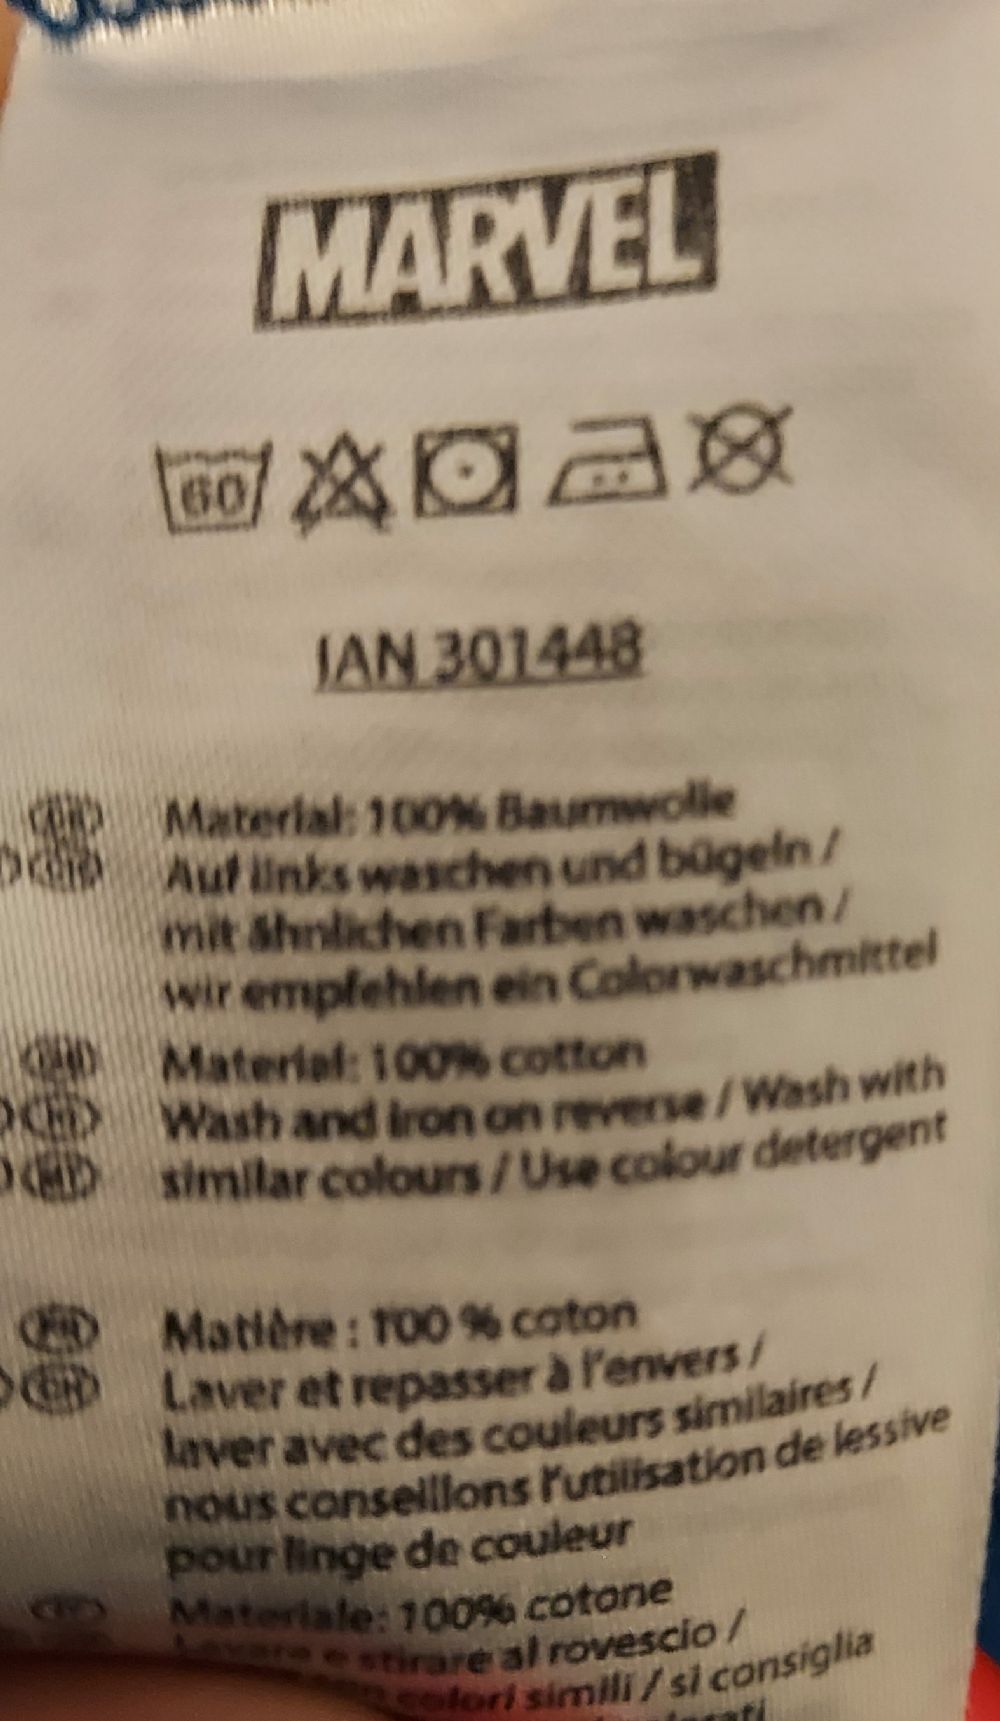 MARVEL
60
IAN 301448
Material: 100% Baumwolle
Auf links waschen und bügeln /
mit ähnlichen Farben waschen /
wir empfehlen ein Colorwaschmittel
Material: 100% cotton
Wash and iron on reverse / Wash with
similar colours / Use colour detergent
Matière : 100 % coton
Laver et repasser à l'envers /
laver avec des couleurs similaires /
nous conseillons l'utilisation de lessive
pour linge de couleur
Materiale: 100% cotone
Lavare e stirare al rovescio /
colori simili / si consiglia